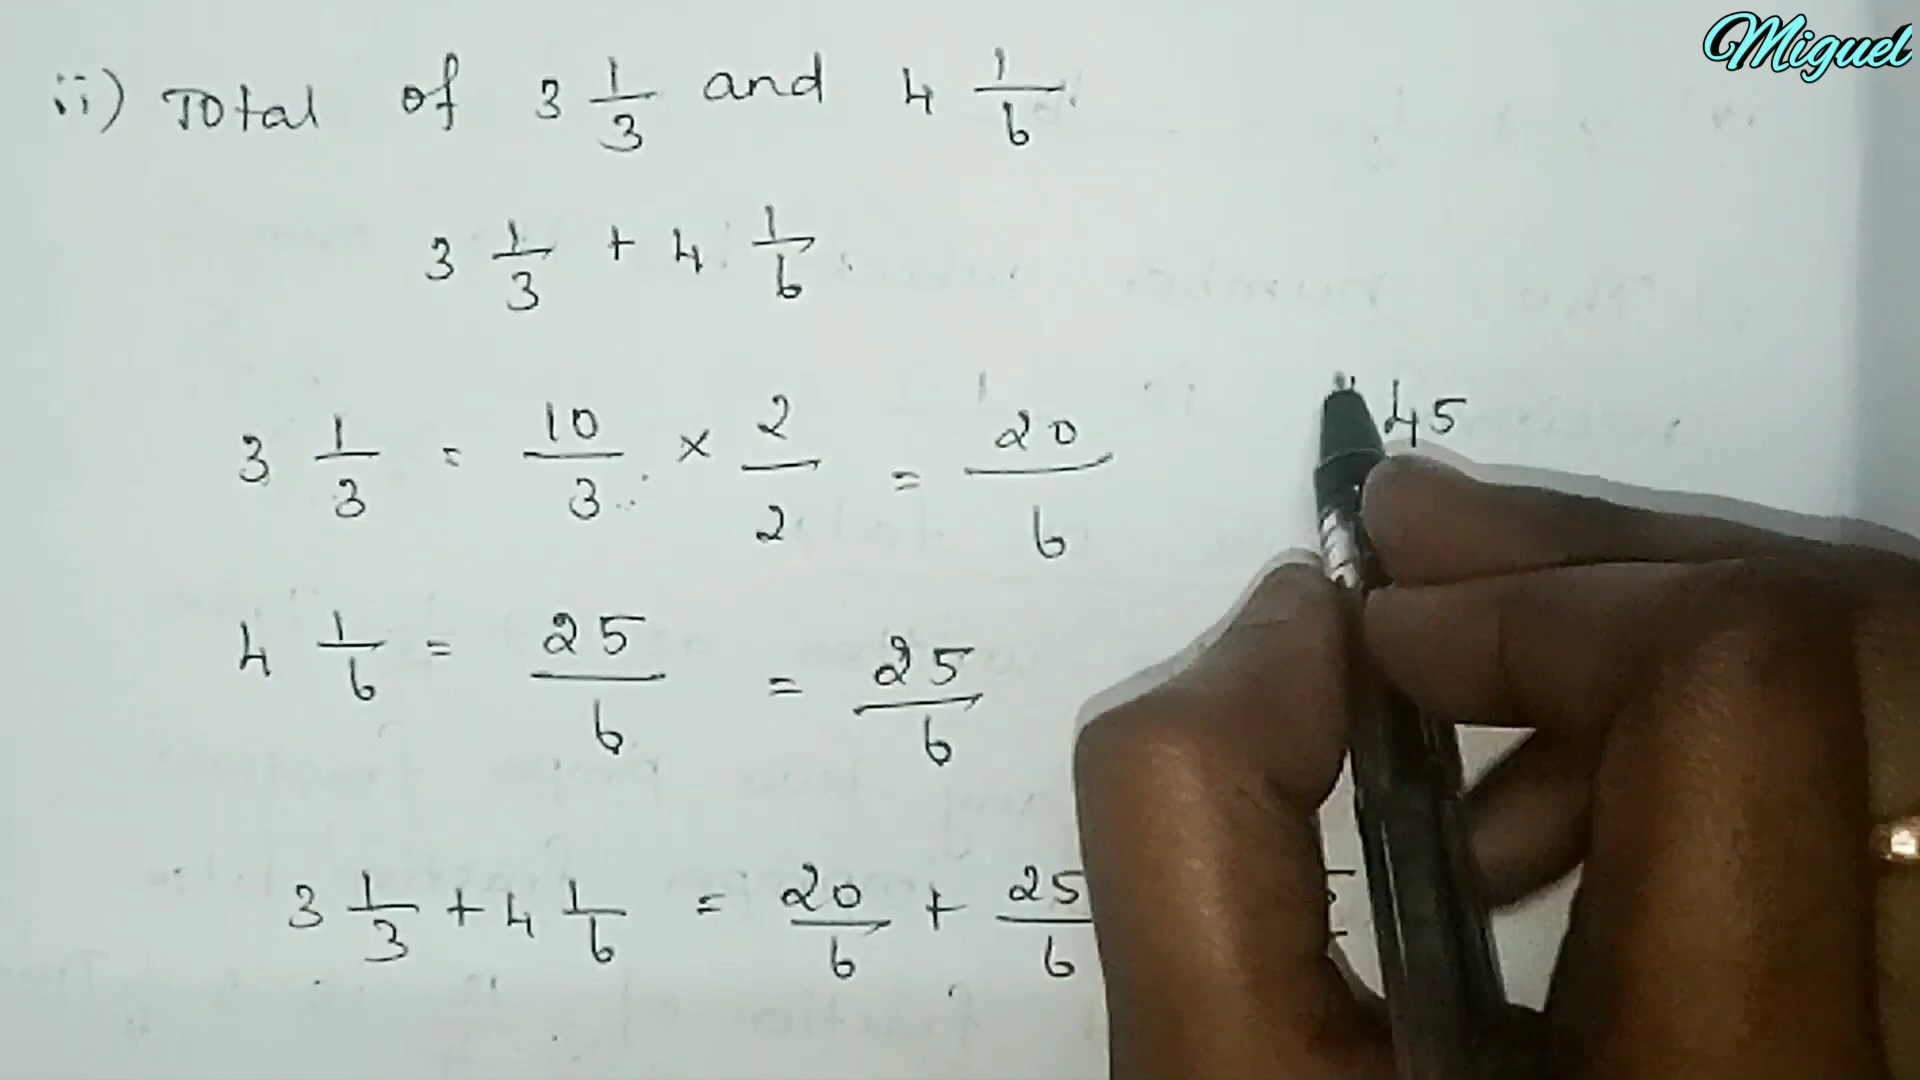 Miguel
ii) Total of 3 1/3 and 4 1/6.
3 1/3 + 4 1/6.
3 1/3 = 10/3 × 2/2 = 20/6
45
4 1/6 = 25/6 = 25/6
3 1/3 + 4 1/6 = 20/6 + 25/6